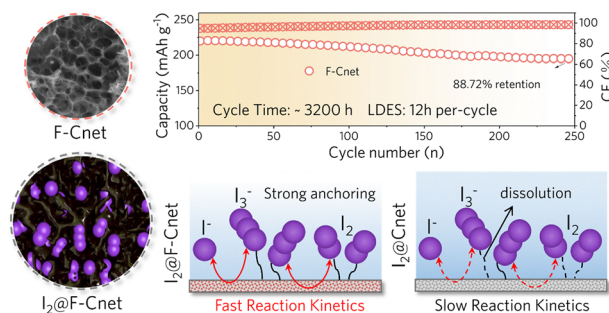 F-Cnet
I₂@F-Cnet
Capacity (mAh g⁻¹)
250
200
150
100
F-Cnet
88.72% retention
Cycle Time: ~ 3200 h LDES: 12h per-cycle
100
80
60
40
20
0
CE (%)
0 50 100 150 200 250
Cycle number (n)
I₂@F-Cnet
I⁻
I₃⁻
Strong anchoring
I₂
Fast Reaction Kinetics
I₂@Cnet
I⁻
I₃⁻
dissolution
I₂
Slow Reaction Kinetics